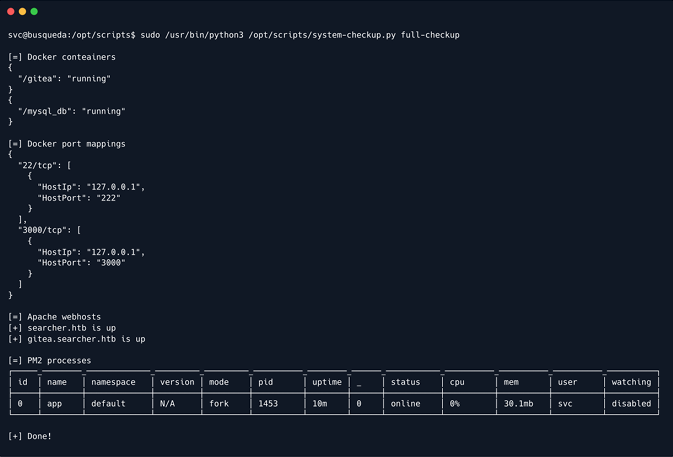 svc@busqueda:/opt/scripts$ sudo /usr/bin/python3 /opt/scripts/system-checkup.py full-checkup
[=] Docker conteainers
{
  "/gitea": "running"
}
{
  "/mysql_db": "running"
}
[=] Docker port mappings
{
  "22/tcp": [
    {
      "HostIp": "127.0.0.1",
      "HostPort": "222"
    }
  ],
  "3000/tcp": [
    {
      "HostIp": "127.0.0.1",
      "HostPort": "3000"
    }
  ]
}
[=] Apache webhosts
[+] searcher.htb is up
[+] gitea.searcher.htb is up
[=] PM2 processes
│ id │ name │ namespace │ version │ mode │ pid │ uptime │ _ │ status │ cpu │ mem │ user │ watching │
│ 0 │ app │ default │ N/A │ fork │ 1453 │ 10m │ 0 │ online │ 0% │ 30.1mb │ svc │ disabled │
[+] Done!